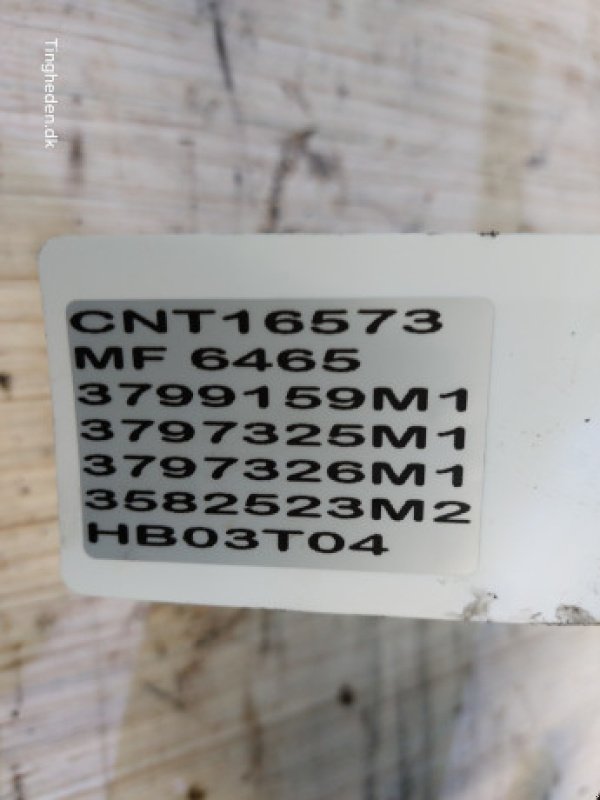 Tingheden.dk
CNT16573
MF 6465
3799159M1
3797325M1
3797326M1
3582523M2
HB03T04